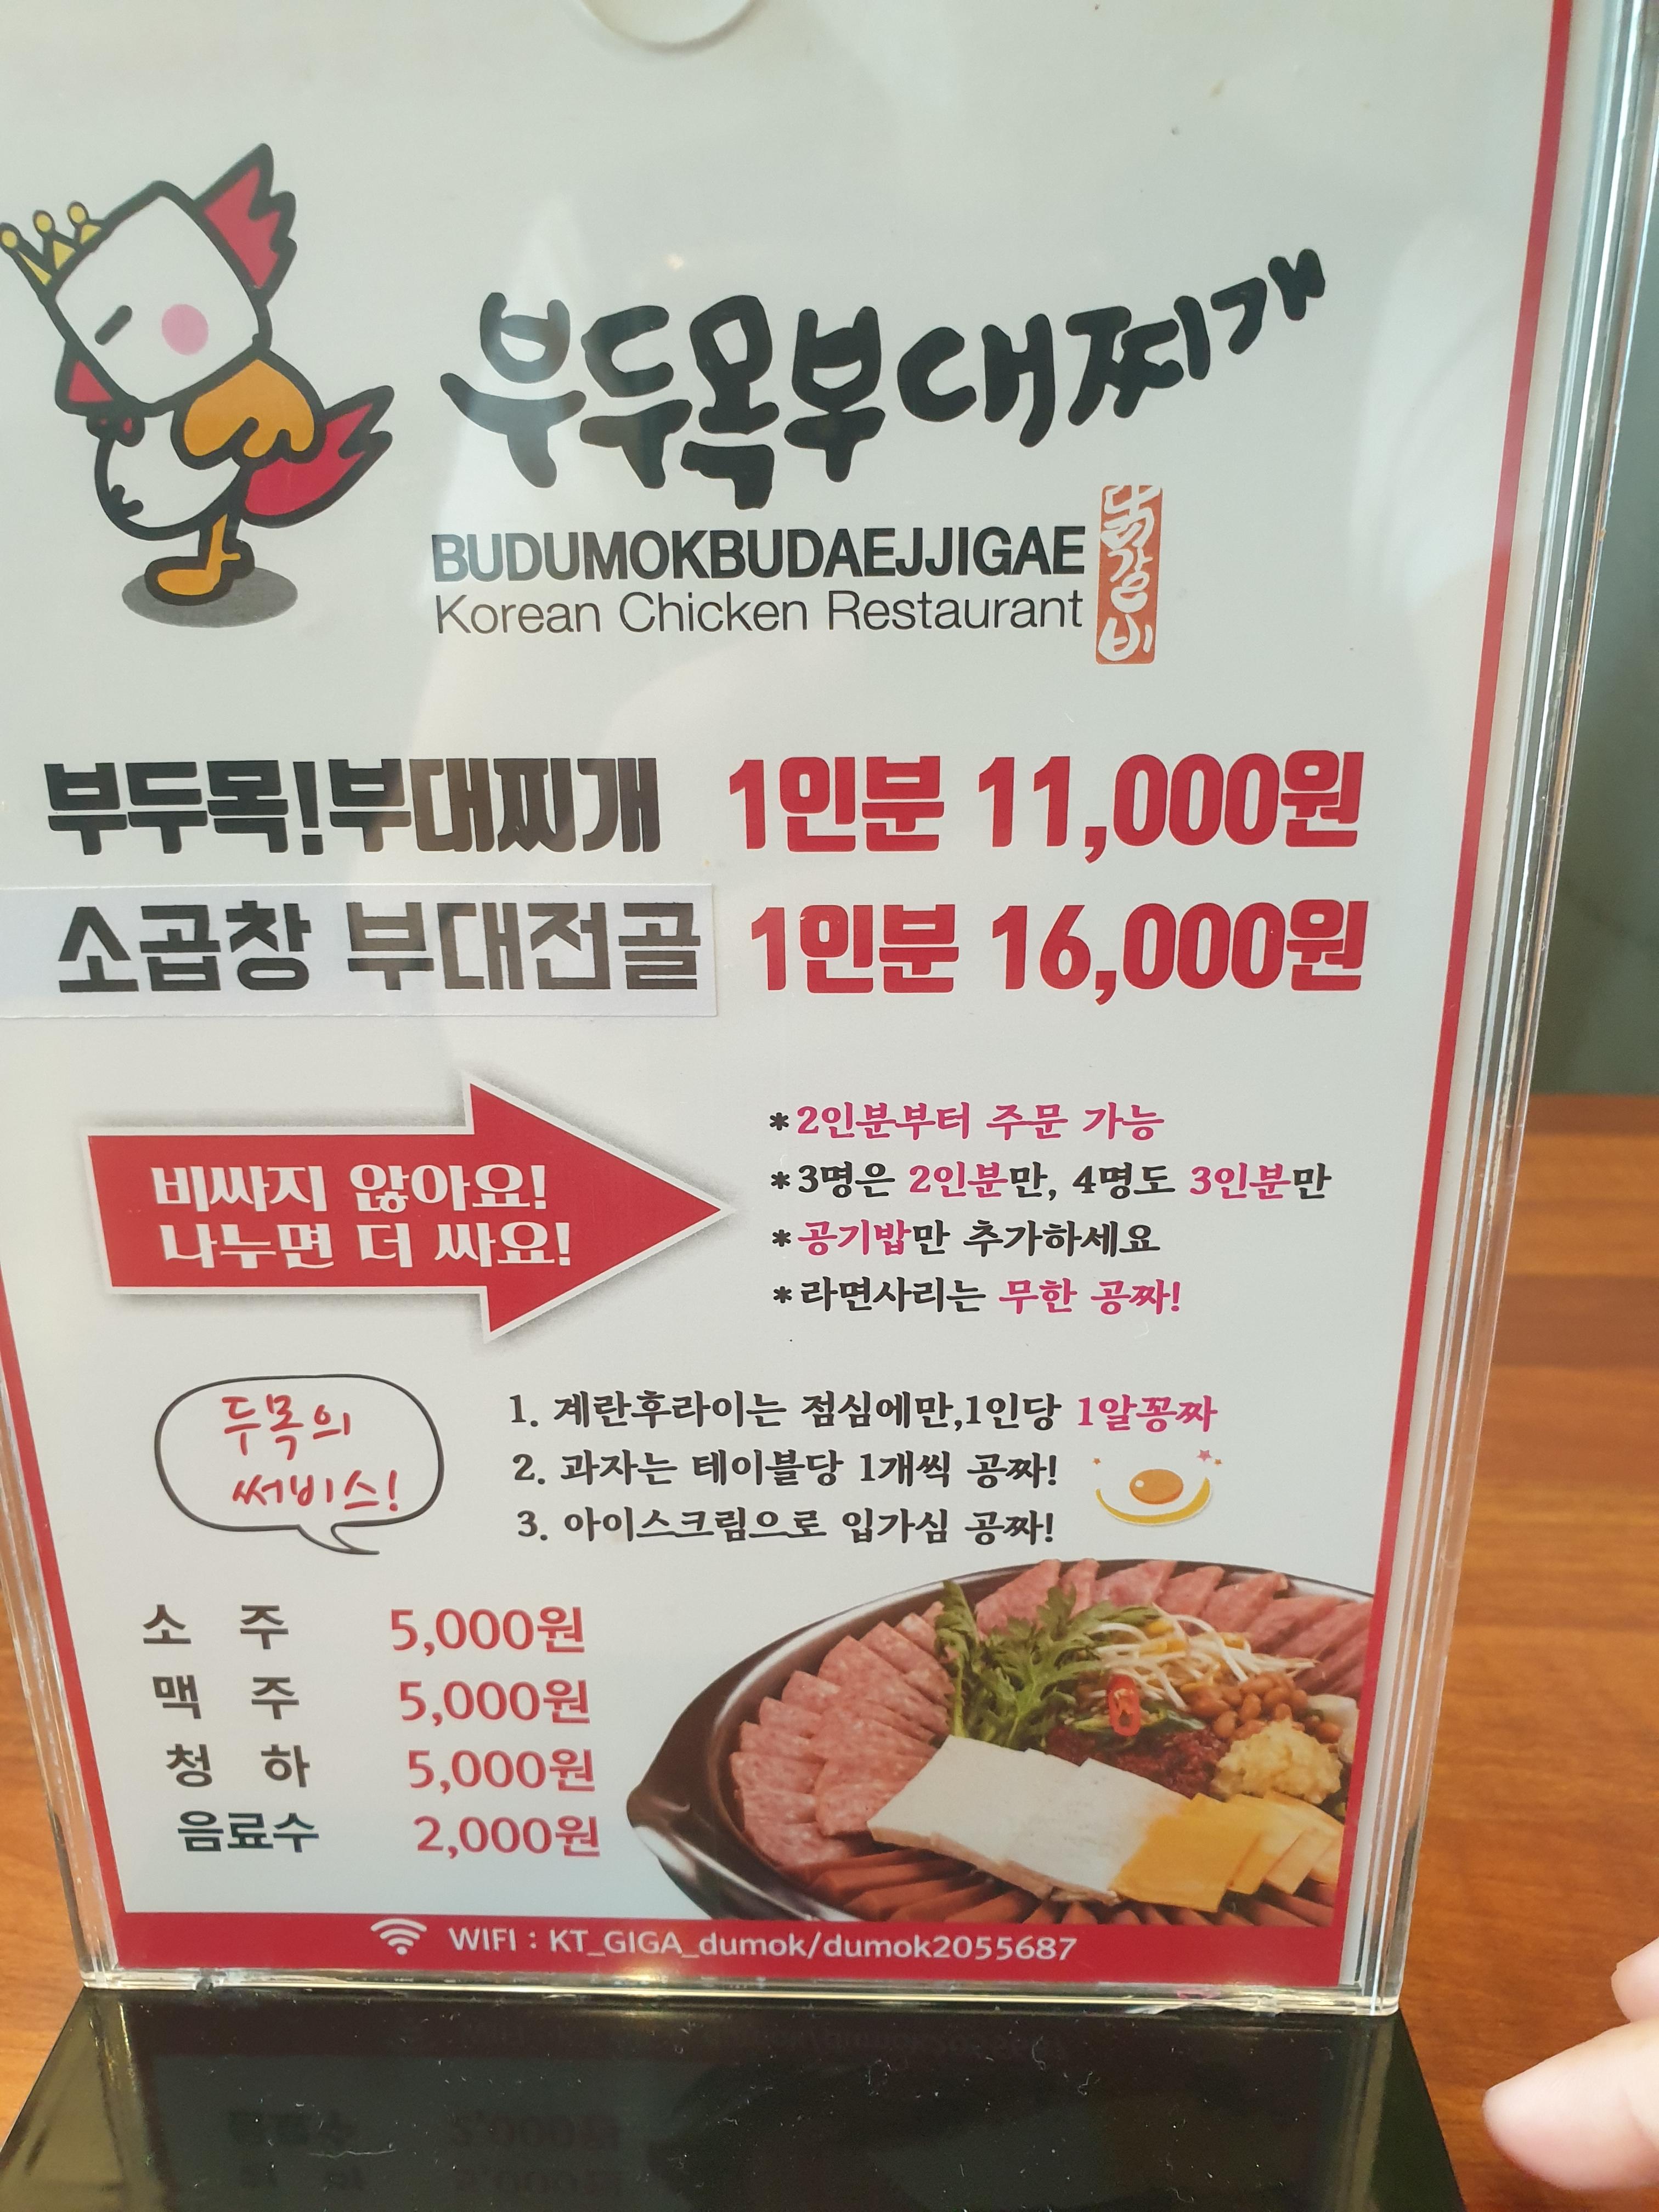 부두목부대찌개
BUDUMOKBUDAEJJIGAE
Korean Chicken Restaurant
닭강비
부두목!부대찌개 1인분 11,000원
소곱창 부대전골 1인분 16,000원
비싸지 않아요!
나누면 더 싸요!
*2인분부터 주문 가능
*3명은 2인분만, 4명도 3인분만
*공기밥만 추가하세요
*라면사리는 무한 공짜!
두목의
써비스!
1. 계란후라이는 점심에만,1인당 1알꽁짜
2. 과자는 테이블당 1개씩 공짜!
3. 아이스크림으로 입가심 공짜!
소 주 5,000원
맥 주 5,000원
청 하 5,000원
음료수 2,000원
WIFI : KT_GIGA_dumok/dumok2055687